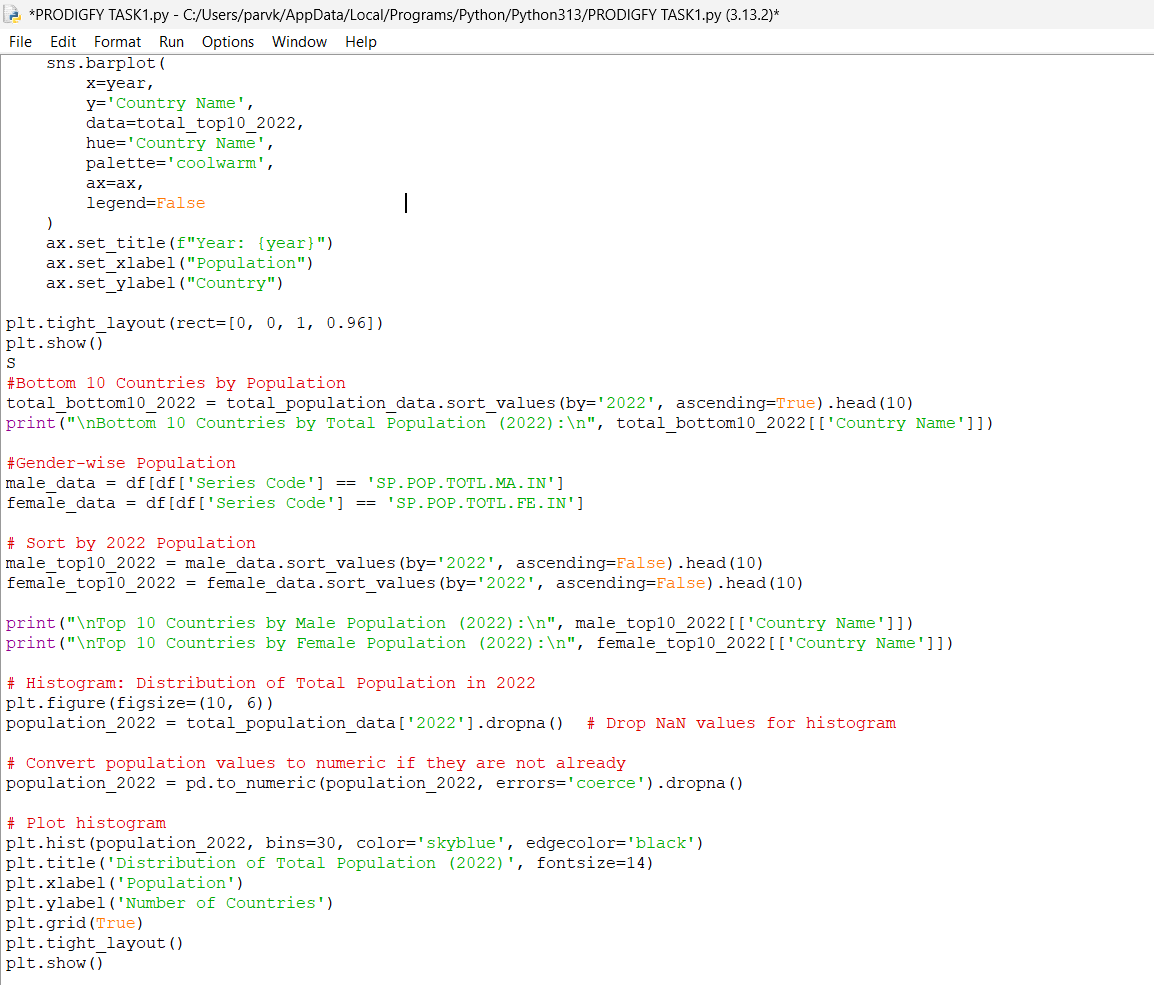 *PRODIGFY TASK1.py - C:/Users/parvk/AppData/Local/Programs/Python/Python313/PRODIGFY TASK1.py (3.13.2)*
File Edit Format Run Options Window Help
    sns.barplot(
        x=year,
        y='Country Name',
        data=total_top10_2022,
        hue='Country Name',
        palette='coolwarm',
        ax=ax,
        legend=False
    )
    ax.set_title(f"Year: {year}")
    ax.set_xlabel("Population")
    ax.set_ylabel("Country")

plt.tight_layout(rect=[0, 0, 1, 0.96])
plt.show()
S
#Bottom 10 Countries by Population
total_bottom10_2022 = total_population_data.sort_values(by='2022', ascending=True).head(10)
print("\nBottom 10 Countries by Total Population (2022):\n", total_bottom10_2022[['Country Name']])

#Gender-wise Population
male_data = df[df['Series Code'] == 'SP.POP.TOTL.MA.IN']
female_data = df[df['Series Code'] == 'SP.POP.TOTL.FE.IN']

# Sort by 2022 Population
male_top10_2022 = male_data.sort_values(by='2022', ascending=False).head(10)
female_top10_2022 = female_data.sort_values(by='2022', ascending=False).head(10)

print("\nTop 10 Countries by Male Population (2022):\n", male_top10_2022[['Country Name']])
print("\nTop 10 Countries by Female Population (2022):\n", female_top10_2022[['Country Name']])

# Histogram: Distribution of Total Population in 2022
plt.figure(figsize=(10, 6))
population_2022 = total_population_data['2022'].dropna()  # Drop NaN values for histogram

# Convert population values to numeric if they are not already
population_2022 = pd.to_numeric(population_2022, errors='coerce').dropna()

# Plot histogram
plt.hist(population_2022, bins=30, color='skyblue', edgecolor='black')
plt.title('Distribution of Total Population (2022)', fontsize=14)
plt.xlabel('Population')
plt.ylabel('Number of Countries')
plt.grid(True)
plt.tight_layout()
plt.show()